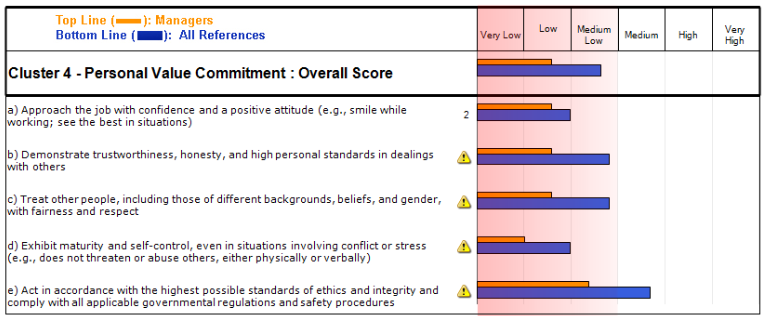 Top Line ( ): Managers
Bottom Line ( ): All References
Very Low
Low
Medium
Low
Medium
High
Very
High
Cluster 4 - Personal Value Commitment : Overall Score
a) Approach the job with confidence and a positive attitude (e.g., smile while
working; see the best in situations)
2
b) Demonstrate trustworthiness, honesty, and high personal standards in dealings
with others
c) Treat other people, including those of different backgrounds, beliefs, and gender,
with fairness and respect
d) Exhibit maturity and self-control, even in situations involving conflict or stress
(e.g., does not threaten or abuse others, either physically or verbally)
e) Act in accordance with the highest possible standards of ethics and integrity and
comply with all applicable governmental regulations and safety procedures